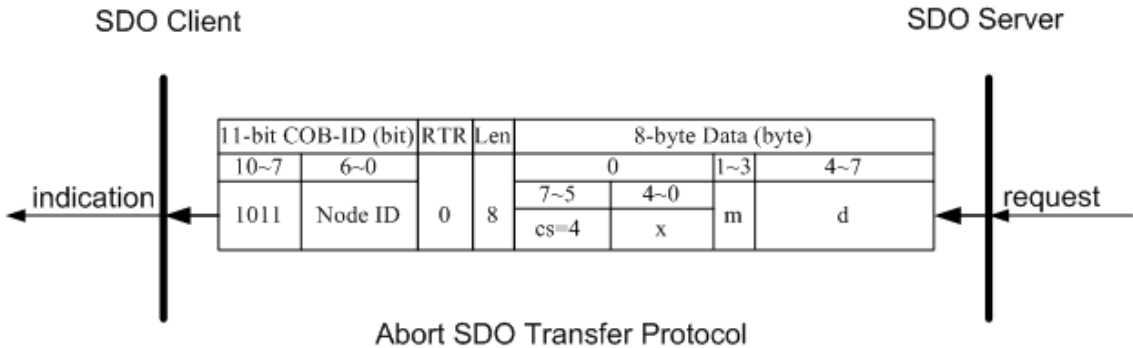 SDO Client
SDO Server
11-bit COB-ID (bit) RTR Len 8-byte Data (byte)
10~7 6~0 0 1~3 4~7
7~5 4~0
indication 1011 Node ID 0 8 m d request
cs=4 x
Abort SDO Transfer Protocol